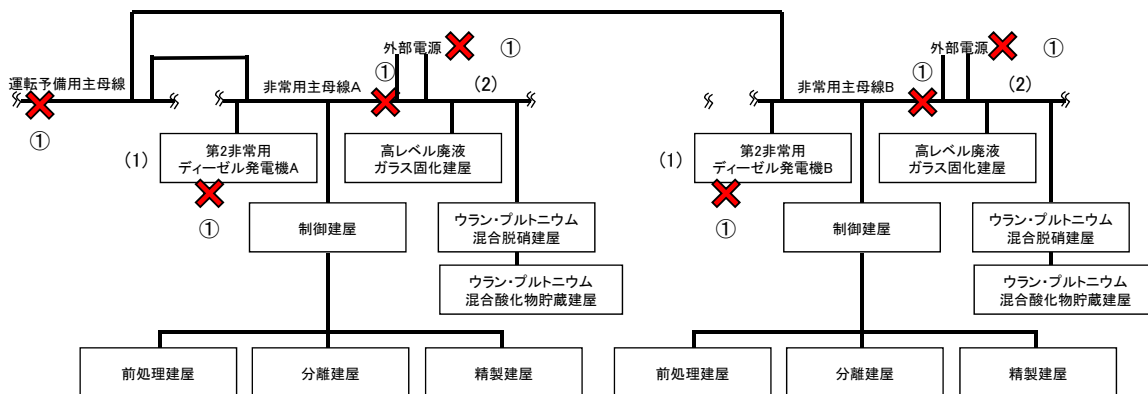 外部電源
①
外部電源
①
運転予備用主母線
非常用主母線A
①
(2)
非常用主母線B
①
(2)
①
(1)
第2非常用
ディーゼル発電機A
高レベル廃液
ガラス固化建屋
(1)
第2非常用
ディーゼル発電機B
高レベル廃液
ガラス固化建屋
①
①
制御建屋
ウラン・プルトニウム
混合脱硝建屋
制御建屋
ウラン・プルトニウム
混合脱硝建屋
ウラン・プルトニウム
混合酸化物貯蔵建屋
ウラン・プルトニウム
混合酸化物貯蔵建屋
前処理建屋
分離建屋
精製建屋
前処理建屋
分離建屋
精製建屋